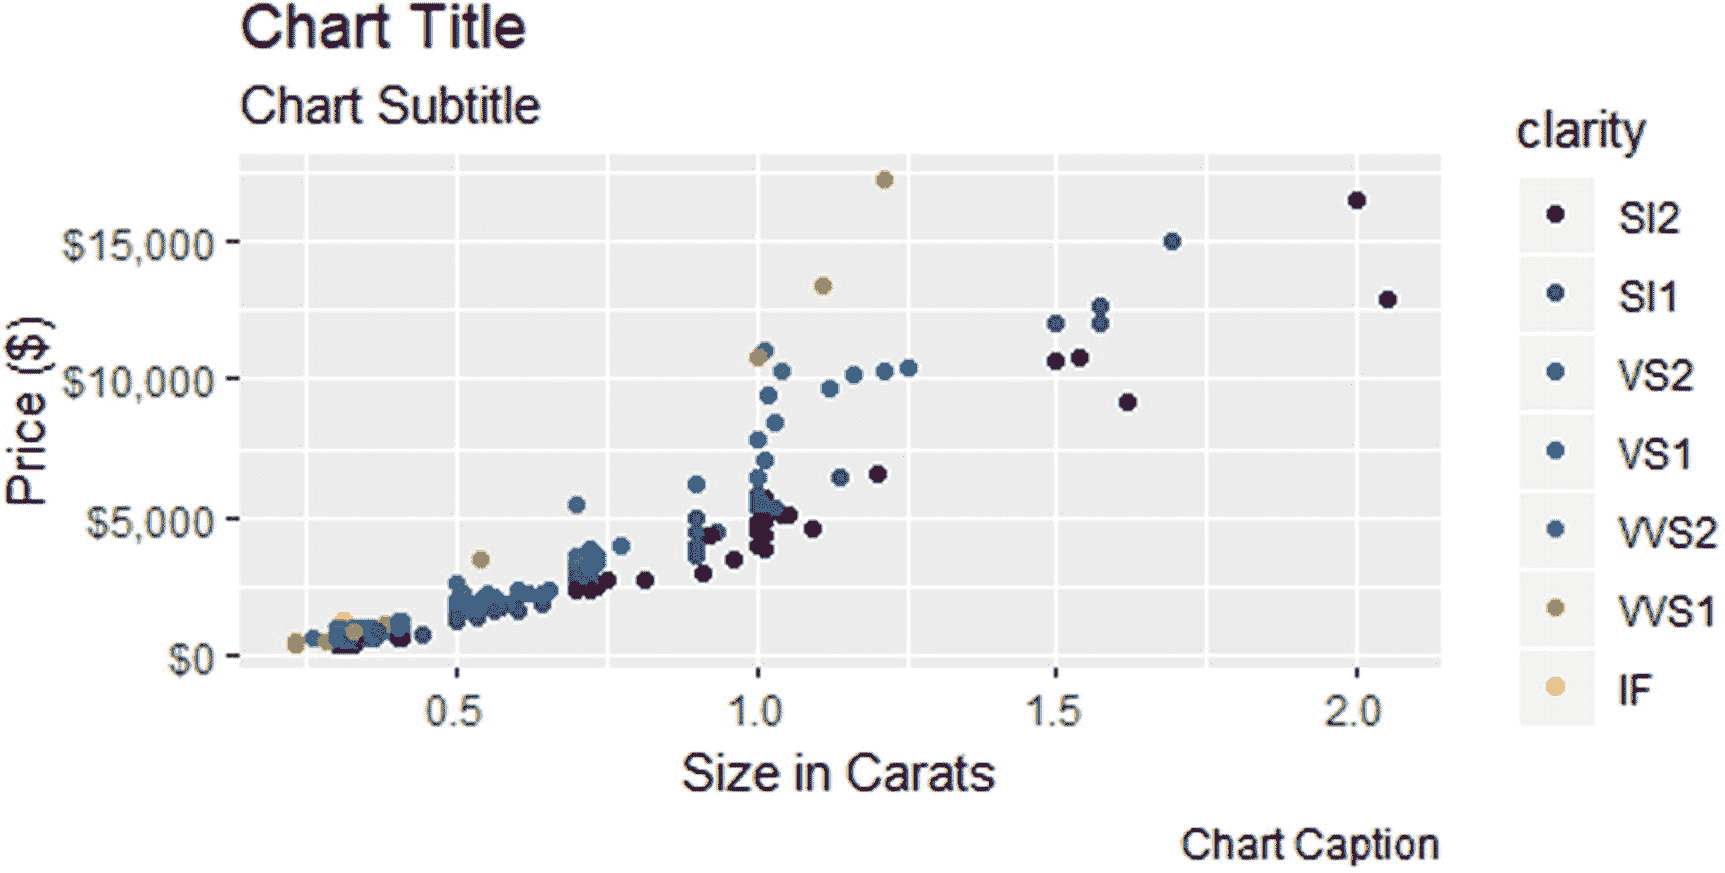 Chart Title
Chart Subtitle
clarity
SI2
SI1
VS2
VS1
VVS2
VVS1
IF
Price ($)
$15,000
$10,000
$5,000
$0
0.5 1.0 1.5 2.0
Size in Carats
Chart Caption